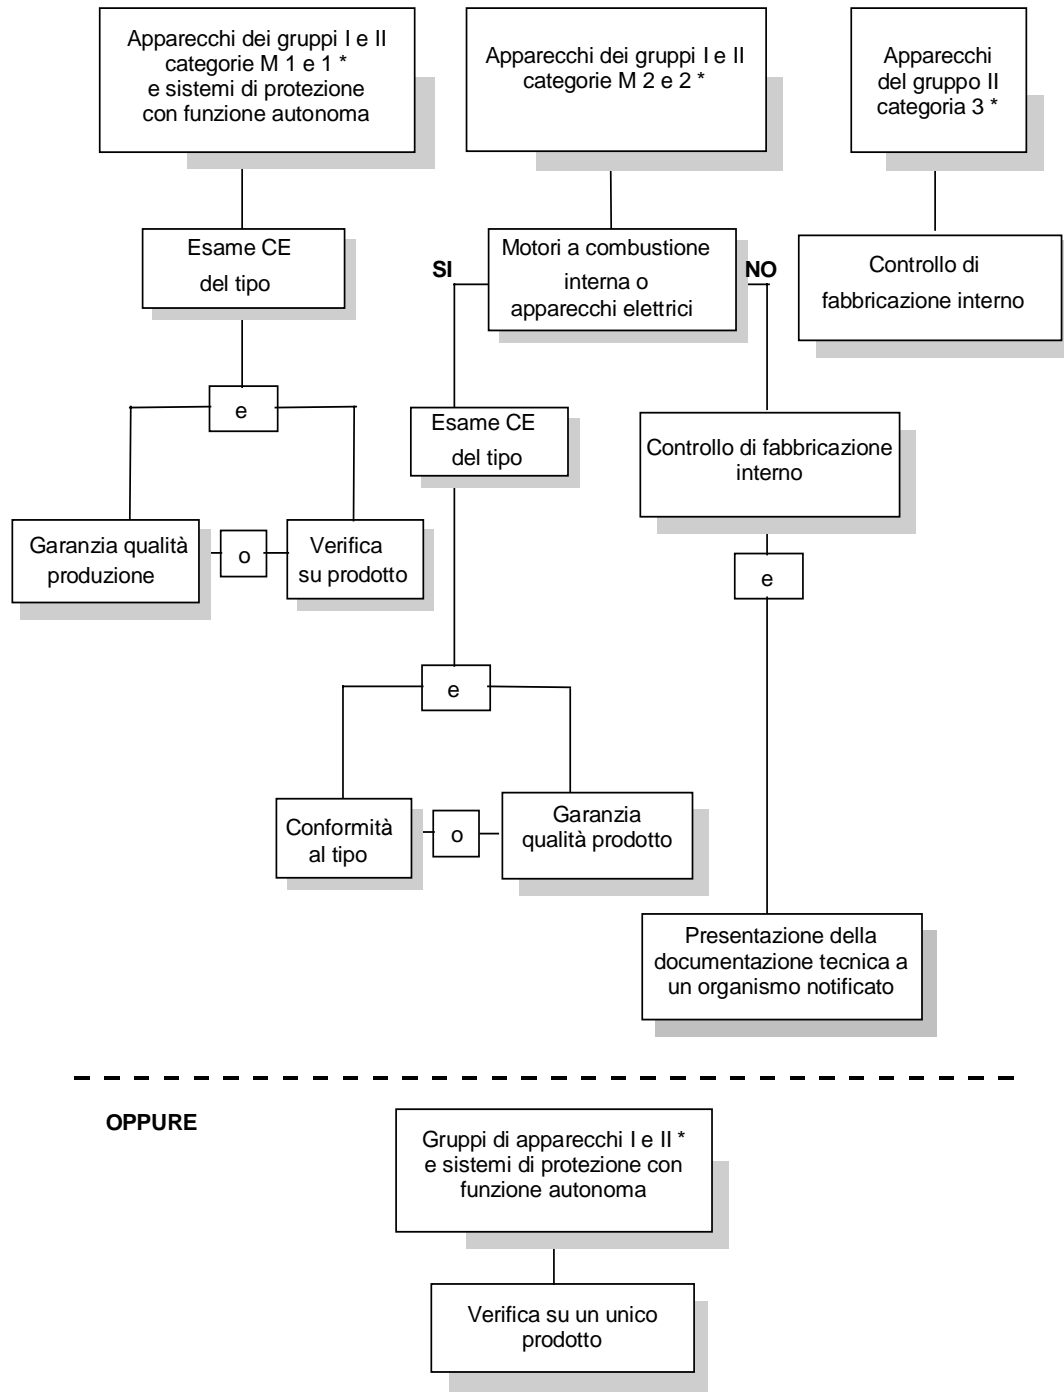 Apparecchi dei gruppi I e II
categorie M 1 e 1 *
e sistemi di protezione
con funzione autonoma
Apparecchi dei gruppi I e II
categorie M 2 e 2 *
Apparecchi
del gruppo II
categoria 3 *
Esame CE
del tipo
SI
Motori a combustione
interna o
apparecchi elettrici
NO
Controllo di
fabbricazione interno
e
Esame CE
del tipo
Controllo di fabbricazione
interno
Garanzia qualità
produzione
o
Verifica
su prodotto
e
e
Conformità
al tipo
o
Garanzia
qualità prodotto
Presentazione della
documentazione tecnica a
un organismo notificato
OPPURE
Gruppi di apparecchi I e II *
e sistemi di protezione con
funzione autonoma
Verifica su un unico
prodotto